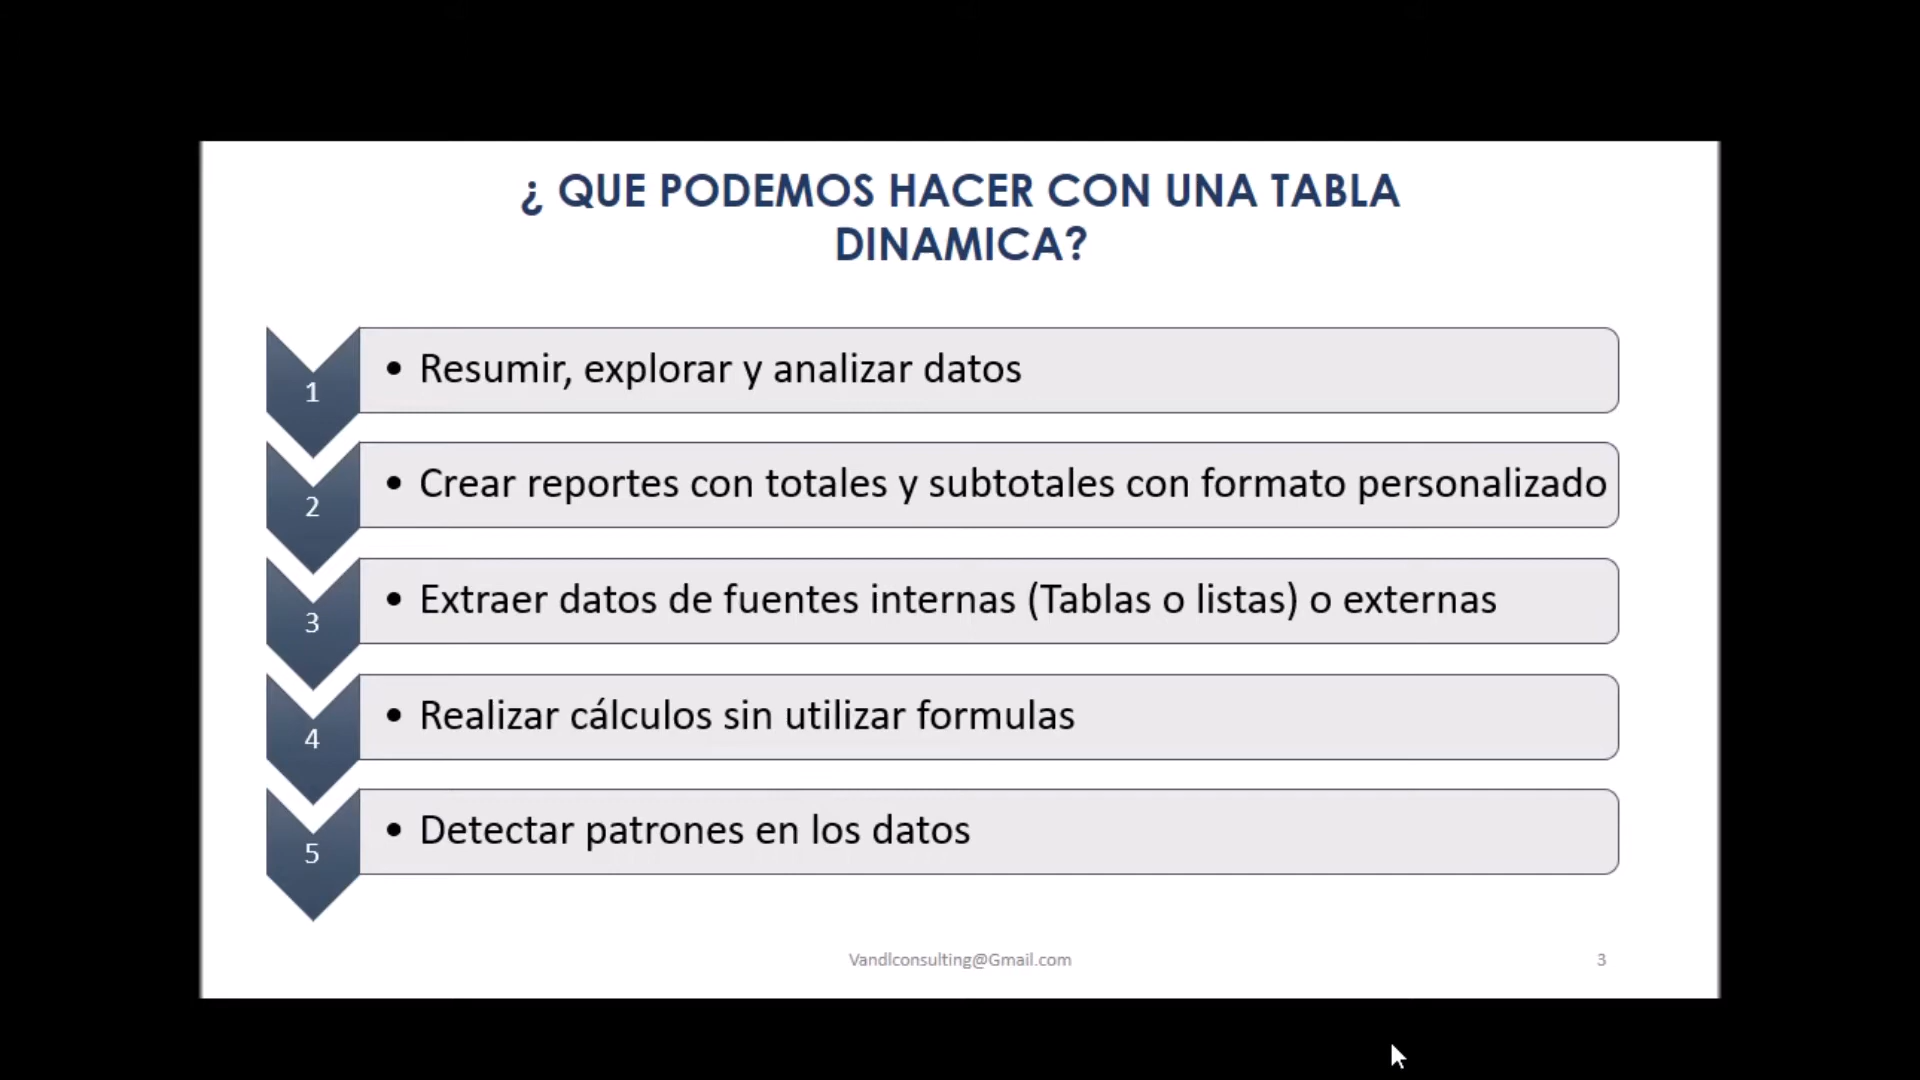 ¿ QUE PODEMOS HACER CON UNA TABLA
DINAMICA?
1
• Resumir, explorar y analizar datos
2
• Crear reportes con totales y subtotales con formato personalizado
3
• Extraer datos de fuentes internas (Tablas o listas) o externas
4
• Realizar cálculos sin utilizar formulas
5
• Detectar patrones en los datos
Vandlconsulting@Gmail.com
3